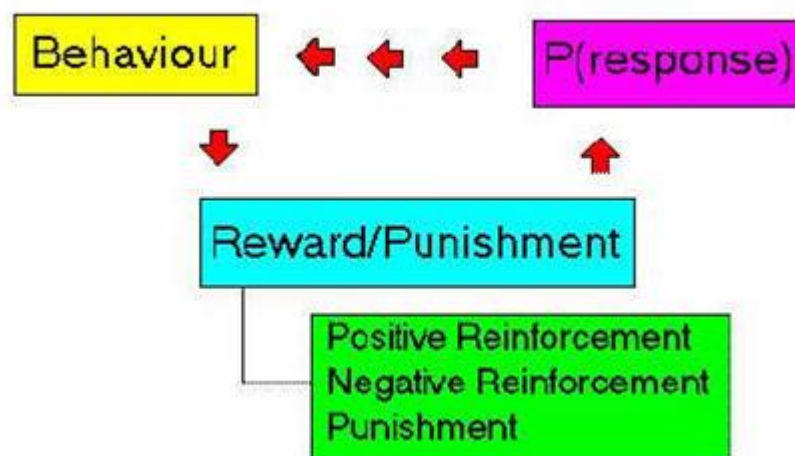 Behaviour
P(response)
Reward/Punishment
Positive Reinforcement
Negative Reinforcement
Punishment